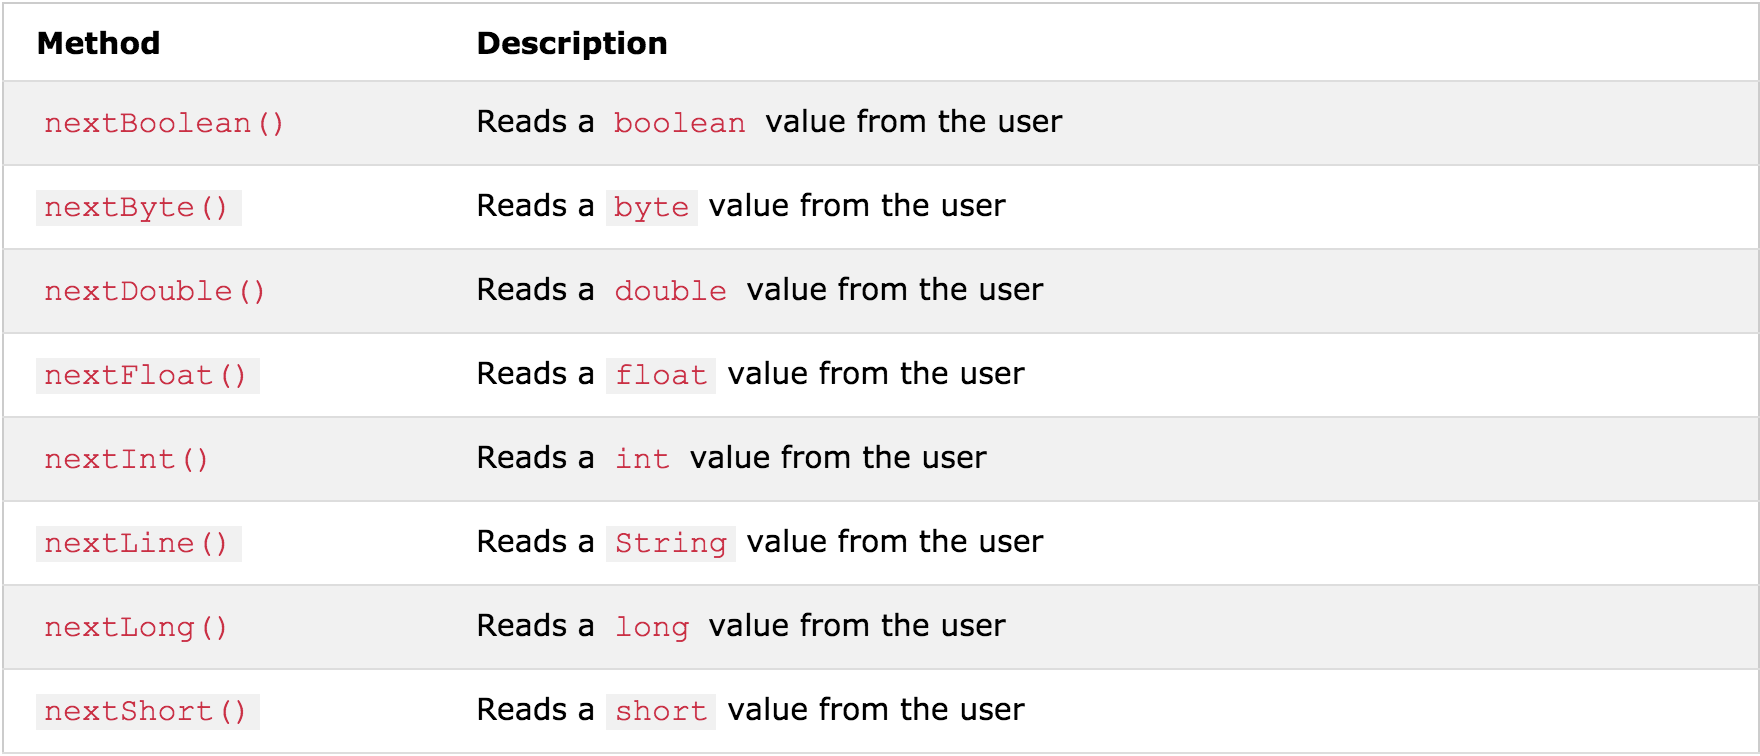 Method Description
nextBoolean() Reads a boolean value from the user
nextByte() Reads a byte value from the user
nextDouble() Reads a double value from the user
nextFloat() Reads a float value from the user
nextInt() Reads a int value from the user
nextLine() Reads a String value from the user
nextLong() Reads a long value from the user
nextShort() Reads a short value from the user